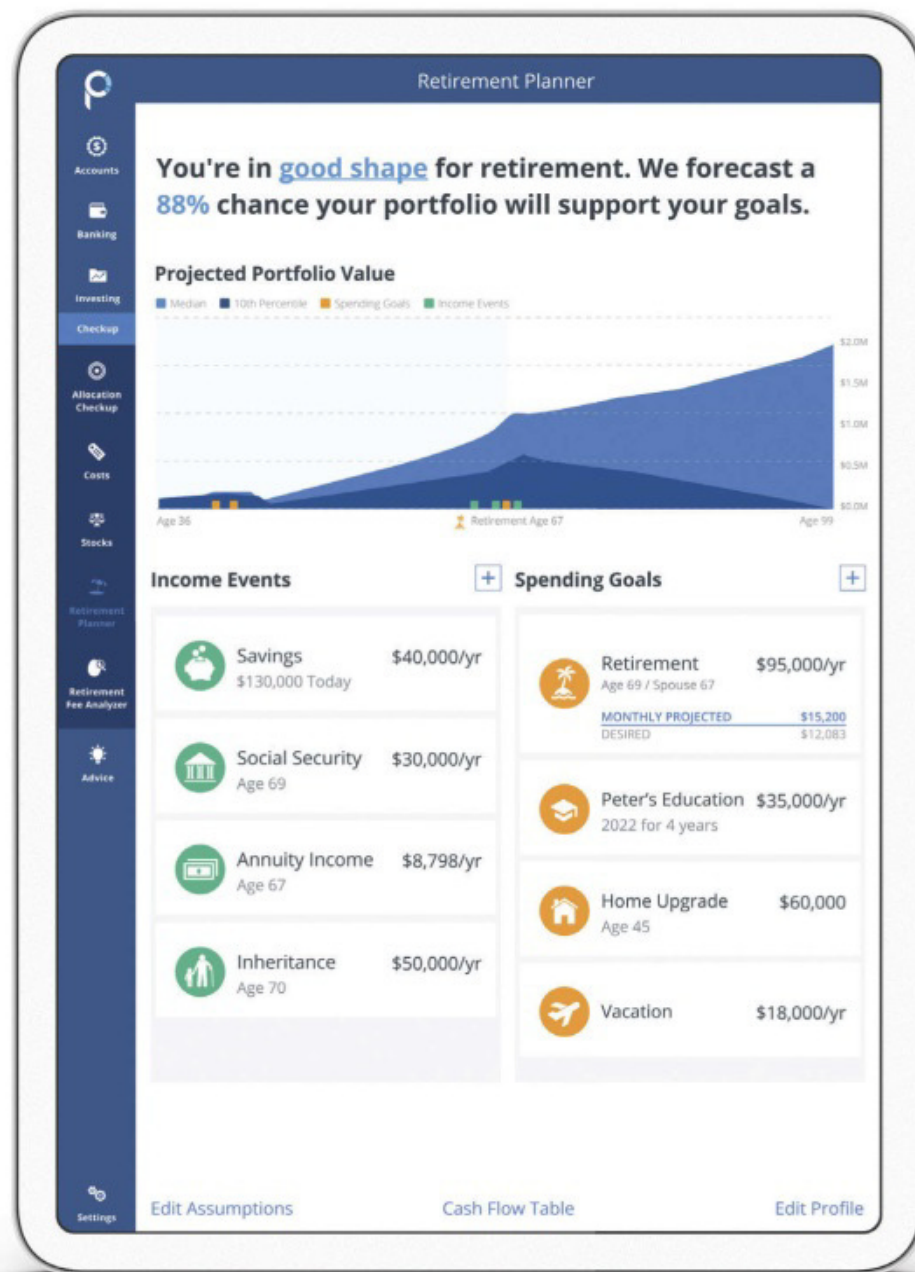 Retirement Planner
Accounts
Banking
Investing
Checkup
Allocation
Checkup
Costs
Stocks
Retirement
Planner
Retirement
Fee Analyzer
Advice
Settings
You're in good shape for retirement. We forecast a
88% chance your portfolio will support your goals.
Projected Portfolio Value
Median 10th Percentile Spending Goals Income Events
$2.0M
$1.5M
$1.0M
$0.5M
$0.0M
Age 36 Retirement Age 67 Age 99
Income Events +
Savings $40,000/yr
$130,000 Today
Social Security $30,000/yr
Age 69
Annuity Income $8,798/yr
Age 67
Inheritance $50,000/yr
Age 70
Spending Goals +
Retirement $95,000/yr
Age 69 / Spouse 67
MONTHLY PROJECTED $15,200
DESIRED $12,083
Peter's Education $35,000/yr
2022 for 4 years
Home Upgrade $60,000
Age 45
Vacation $18,000/yr
Edit Assumptions Cash Flow Table Edit Profile